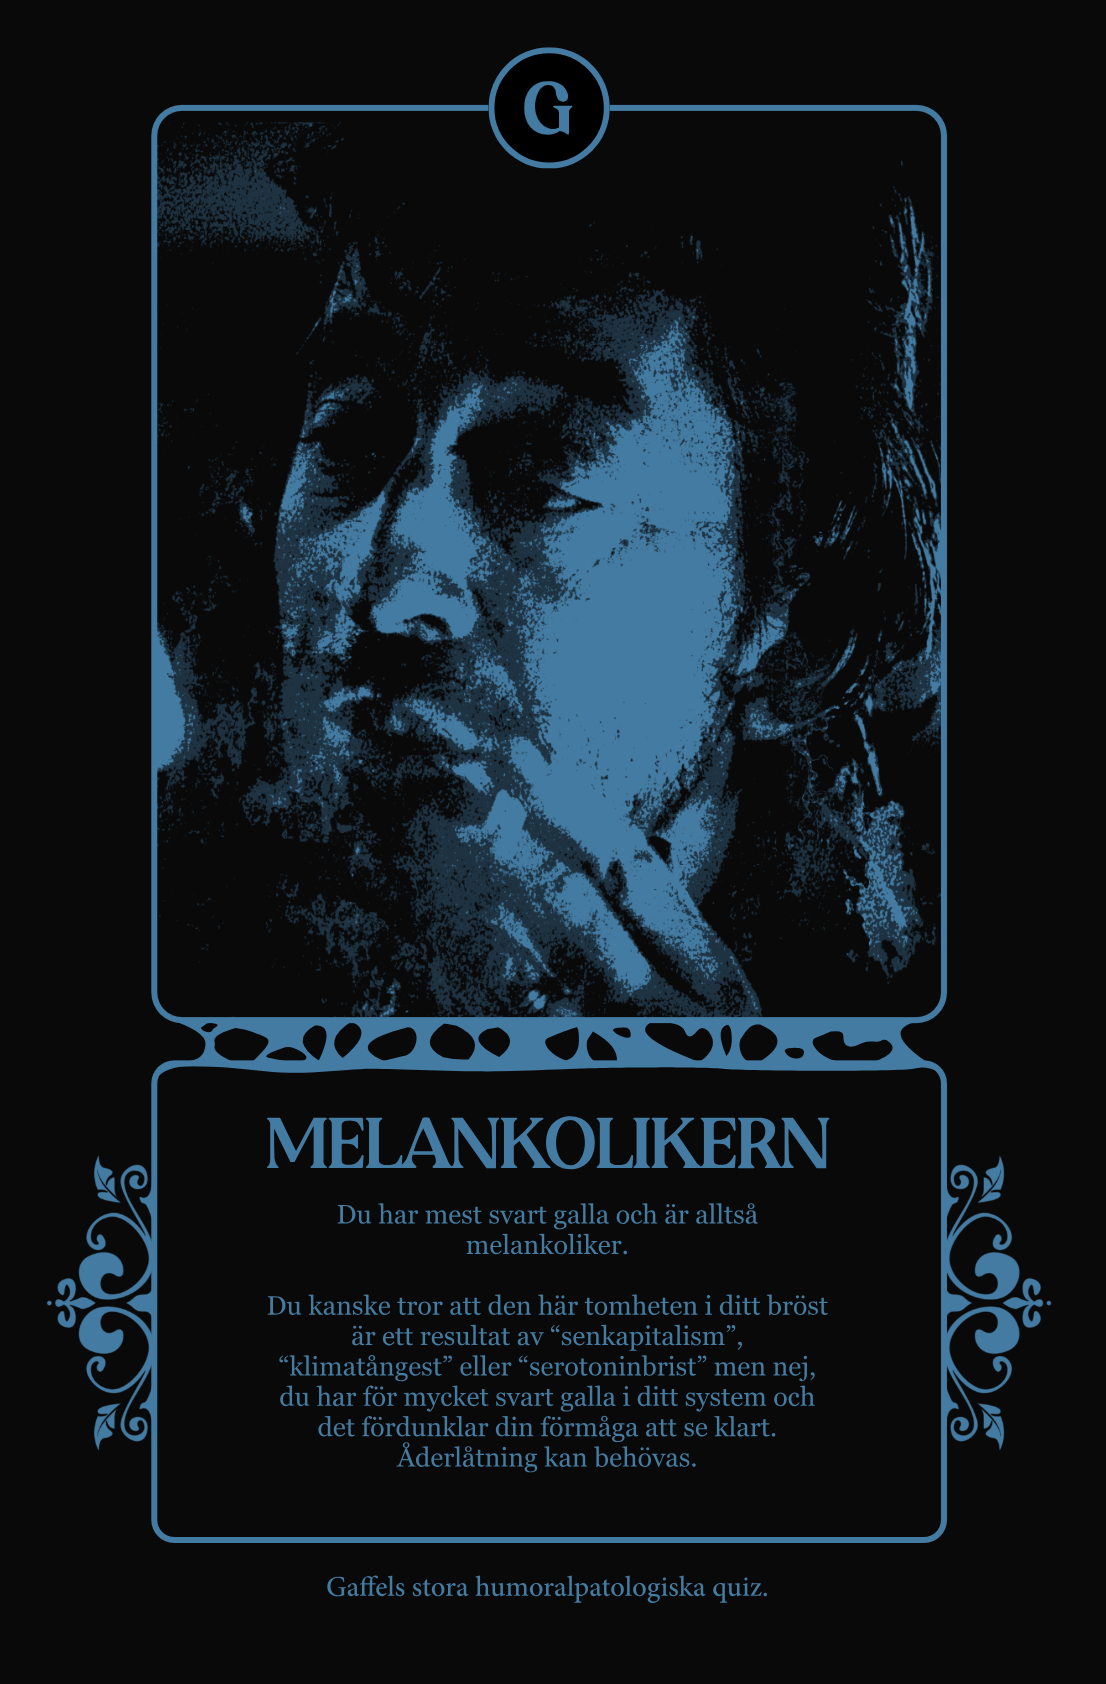 G
MELANKOLIKERN
Du har mest svart galla och är alltså
melankoliker.
Du kanske tror att den här tomheten i ditt bröst
är ett resultat av “senkapitalism”,
“klimatångest” eller “serotoninbrist” men nej,
du har för mycket svart galla i ditt system och
det fördunklar din förmåga att se klart.
Åderlåtning kan behövas.
Gaffels stora humoralpatologiska quiz.